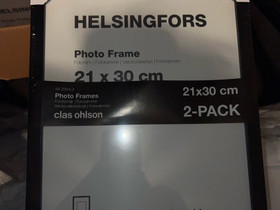 HELSINGFORS
Photo Frame
21 x 30 cm
Photo Frames
21x30 cm
clas ohlson
2-PACK